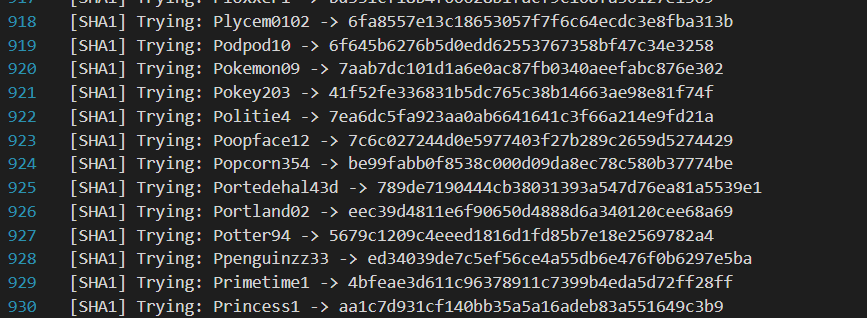 918 [SHA1] Trying: Plycem0102 -> 6fa8557e13c18653057f7f6c64ecdc3e8fba313b
919 [SHA1] Trying: Podpod10 -> 6f645b6276b5d0edd62553767358bf47c34e3258
920 [SHA1] Trying: Pokemon09 -> 7aab7dc101d1a6e0ac87fb0340aeefabc876e302
921 [SHA1] Trying: Pokey203 -> 41f52fe336831b5dc765c38b14663ae98e81f74f
922 [SHA1] Trying: Politie4 -> 7ea6dc5fa923aa0ab6641641c3f66a214e9fd21a
923 [SHA1] Trying: Poopface12 -> 7c6c027244d0e5977403f27b289c2659d5274429
924 [SHA1] Trying: Popcorn354 -> be99fabb0f8538c000d09da8ec78c580b37774be
925 [SHA1] Trying: Portedehal43d -> 789de7190444cb38031393a547d76ea81a5539e1
926 [SHA1] Trying: Portland02 -> eec39d4811e6f90650d4888d6a340120cee68a69
927 [SHA1] Trying: Potter94 -> 5679c1209c4eeed1816d1fd85b7e18e2569782a4
928 [SHA1] Trying: Ppenguinzz33 -> ed34039de7c5ef56ce4a55db6e476f0b6297e5ba
929 [SHA1] Trying: Primetime1 -> 4bfeae3d611c96378911c7399b4eda5d72ff28ff
930 [SHA1] Trying: Princess1 -> aa1c7d931cf140bb35a5a16adeb83a551649c3b9